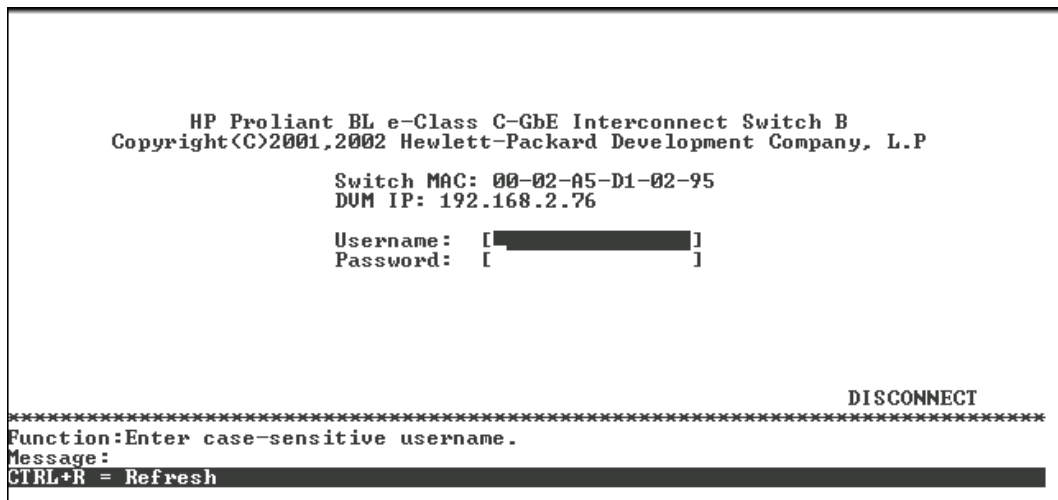 HP Proliant BL e-Class C-GbE Interconnect Switch B
Copyright(C)2001,2002 Hewlett-Packard Development Company, L.P
Switch MAC: 00-02-A5-D1-02-95
DVM IP: 192.168.2.76
Username: [ ]
Password: [ ]
DISCONNECT
*******************************************************************************
Function:Enter case-sensitive username.
Message:
CTRL+R = Refresh